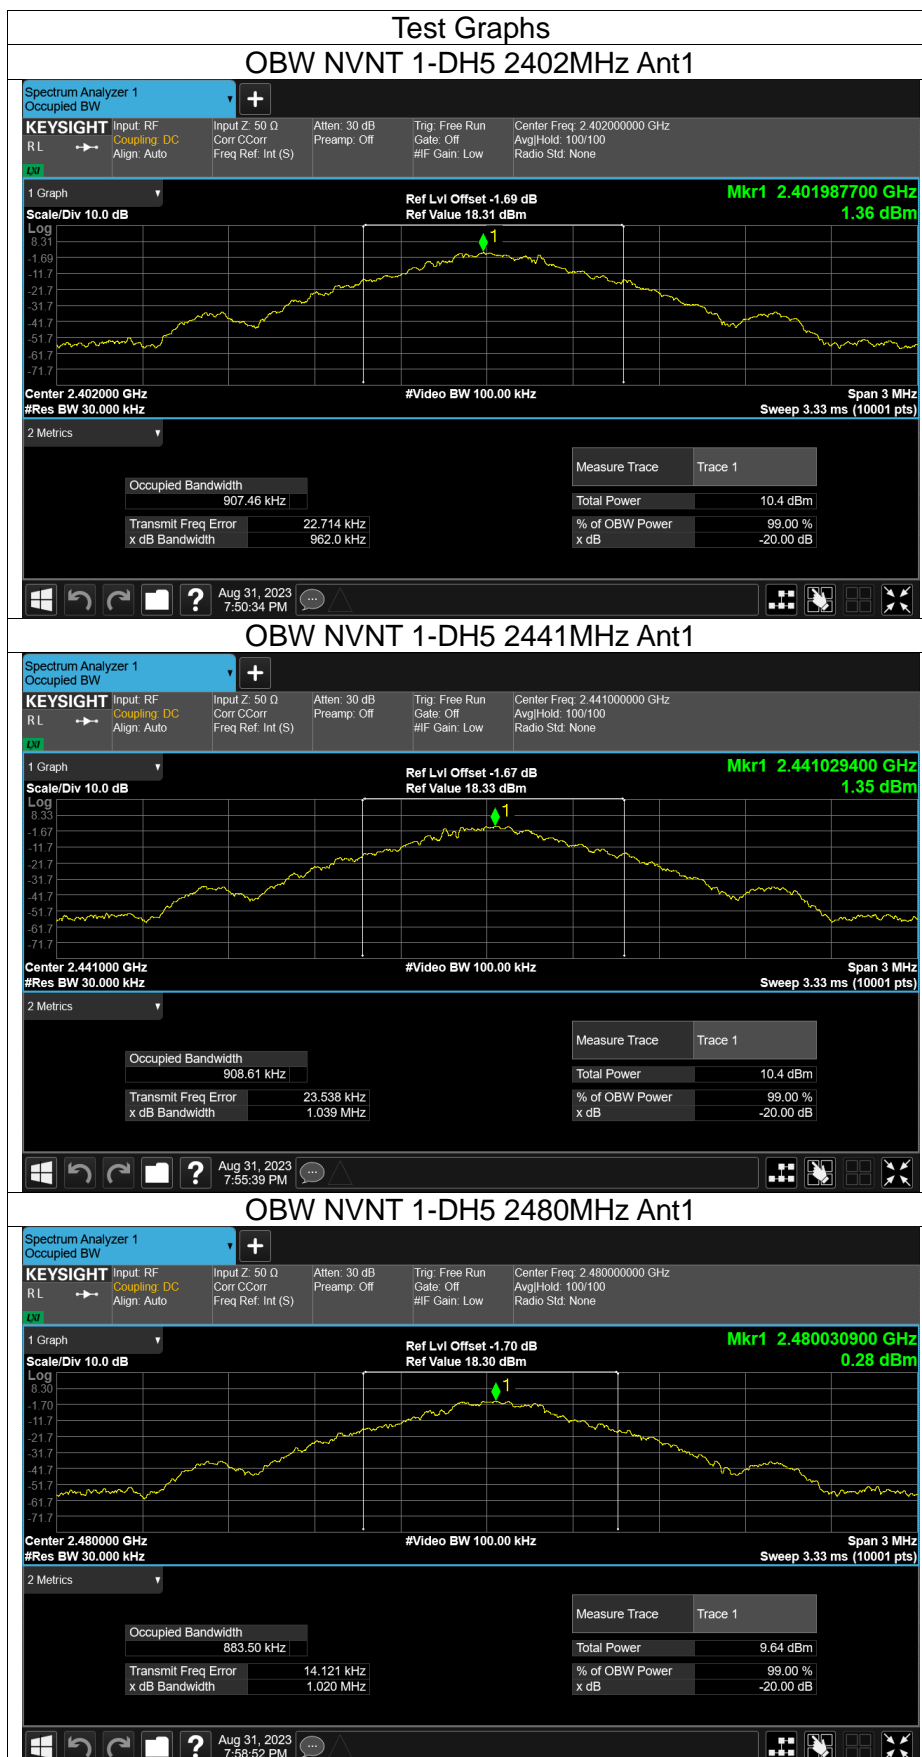 Test Graphs
OBW NVNT 1-DH5 2402MHz Ant1
Spectrum Analyzer 1
Occupied BW
KEYSIGHT Input: RF Input Z: 50 Ω Atten: 30 dB Trig: Free Run Center Freq: 2.402000000 GHz
RL Coupling: DC Corr CCorr Preamp: Off Gate: Off Avg|Hold: 100/100
Align: Auto Freq Ref: Int (S) #IF Gain: Low Radio Std: None
LXI
1 Graph Ref Lvl Offset -1.69 dB Mkr1 2.401987700 GHz
Scale/Div 10.0 dB Ref Value 18.31 dBm 1.36 dBm
Log
8.31 1
-1.69
-11.7
-21.7
-31.7
-41.7
-51.7
-61.7
-71.7
Center 2.402000 GHz #Video BW 100.00 kHz Span 3 MHz
#Res BW 30.000 kHz Sweep 3.33 ms (10001 pts)
2 Metrics
Measure Trace Trace 1
Occupied Bandwidth
907.46 kHz Total Power 10.4 dBm
Transmit Freq Error 22.714 kHz % of OBW Power 99.00 %
x dB Bandwidth 962.0 kHz x dB -20.00 dB
? Aug 31, 2023
7:50:34 PM
OBW NVNT 1-DH5 2441MHz Ant1
Spectrum Analyzer 1
Occupied BW
KEYSIGHT Input: RF Input Z: 50 Ω Atten: 30 dB Trig: Free Run Center Freq: 2.441000000 GHz
RL Coupling: DC Corr CCorr Preamp: Off Gate: Off Avg|Hold: 100/100
Align: Auto Freq Ref: Int (S) #IF Gain: Low Radio Std: None
LXI
1 Graph Ref Lvl Offset -1.67 dB Mkr1 2.441029400 GHz
Scale/Div 10.0 dB Ref Value 18.33 dBm 1.35 dBm
Log
8.33 1
-1.67
-11.7
-21.7
-31.7
-41.7
-51.7
-61.7
-71.7
Center 2.441000 GHz #Video BW 100.00 kHz Span 3 MHz
#Res BW 30.000 kHz Sweep 3.33 ms (10001 pts)
2 Metrics
Measure Trace Trace 1
Occupied Bandwidth
908.61 kHz Total Power 10.4 dBm
Transmit Freq Error 23.538 kHz % of OBW Power 99.00 %
x dB Bandwidth 1.039 MHz x dB -20.00 dB
? Aug 31, 2023
7:55:39 PM
OBW NVNT 1-DH5 2480MHz Ant1
Spectrum Analyzer 1
Occupied BW
KEYSIGHT Input: RF Input Z: 50 Ω Atten: 30 dB Trig: Free Run Center Freq: 2.480000000 GHz
RL Coupling: DC Corr CCorr Preamp: Off Gate: Off Avg|Hold: 100/100
Align: Auto Freq Ref: Int (S) #IF Gain: Low Radio Std: None
LXI
1 Graph Ref Lvl Offset -1.70 dB Mkr1 2.480030900 GHz
Scale/Div 10.0 dB Ref Value 18.30 dBm 0.28 dBm
Log
8.30 1
-1.70
-11.7
-21.7
-31.7
-41.7
-51.7
-61.7
-71.7
Center 2.480000 GHz #Video BW 100.00 kHz Span 3 MHz
#Res BW 30.000 kHz Sweep 3.33 ms (10001 pts)
2 Metrics
Measure Trace Trace 1
Occupied Bandwidth
883.50 kHz Total Power 9.64 dBm
Transmit Freq Error 14.121 kHz % of OBW Power 99.00 %
x dB Bandwidth 1.020 MHz x dB -20.00 dB
? Aug 31, 2023
7:58:52 PM